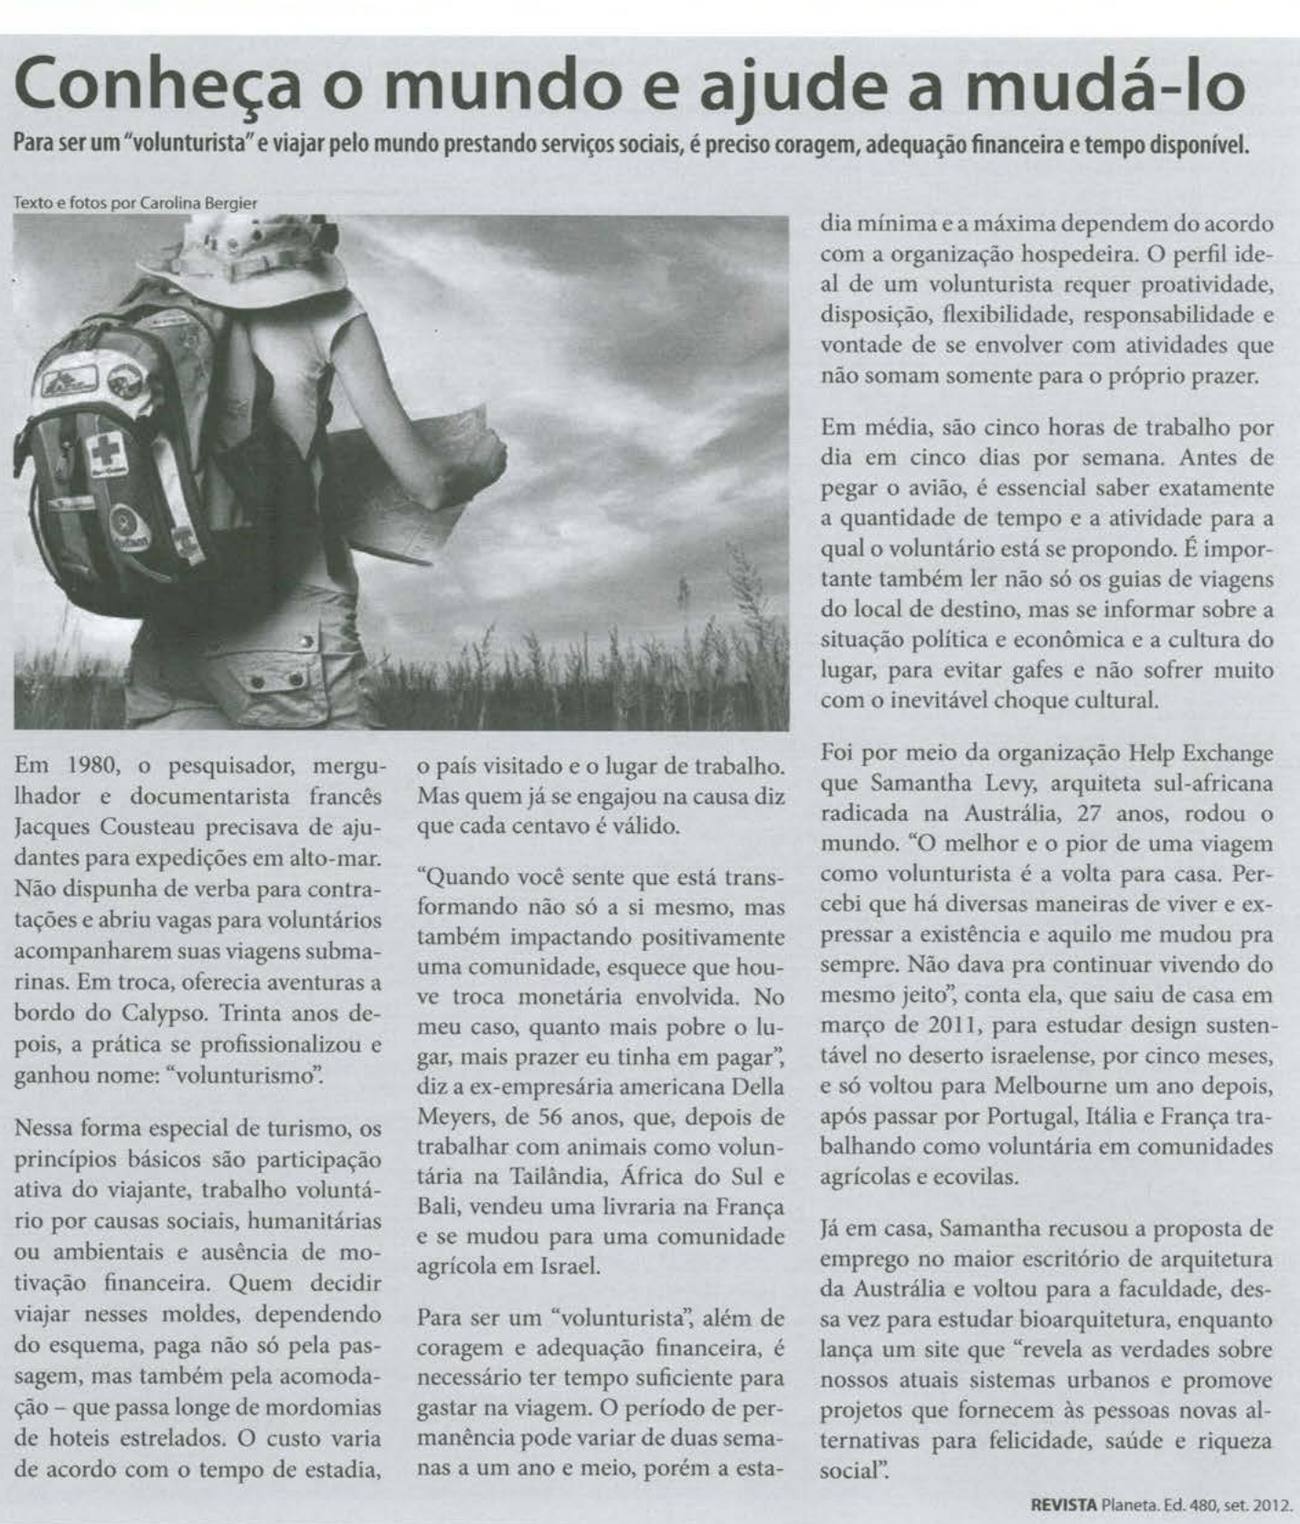 Conheça o mundo e ajude a mudá-lo
Para ser um "volunturista" e viajar pelo mundo prestando serviços sociais, é preciso coragem, adequação financeira e tempo disponível.
Texto e fotos por Carolina Bergier
Em 1980, o pesquisador, mergu-
lhador e documentarista francês
Jacques Cousteau precisava de aju-
dantes para expedições em alto-mar.
Não dispunha de verba para contra-
tações e abriu vagas para voluntários
acompanharem suas viagens subma-
rinas. Em troca, oferecia aventuras a
bordo do Calypso. Trinta anos de-
pois, a prática se profissionalizou e
ganhou nome: "volunturismo".
Nessa forma especial de turismo, os
princípios básicos são participação
ativa do viajante, trabalho voluntá-
rio por causas sociais, humanitárias
ou ambientais e ausência de mo-
tivação financeira. Quem decidir
viajar nesses moldes, dependendo
do esquema, paga não só pela pas-
sagem, mas também pela acomoda-
ção – que passa longe de mordomias
de hoteis estrelados. O custo varia
de acordo com o tempo de estadia,
o país visitado e o lugar de trabalho.
Mas quem já se engajou na causa diz
que cada centavo é válido.
"Quando você sente que está trans-
formando não só a si mesmo, mas
também impactando positivamente
uma comunidade, esquece que hou-
ve troca monetária envolvida. No
meu caso, quanto mais pobre o lu-
gar, mais prazer eu tinha em pagar",
diz a ex-empresária americana Della
Meyers, de 56 anos, que, depois de
trabalhar com animais como volun-
tária na Tailândia, África do Sul e
Bali, vendeu uma livraria na França
e se mudou para uma comunidade
agrícola em Israel.
Para ser um "volunturista", além de
coragem e adequação financeira, é
necessário ter tempo suficiente para
gastar na viagem. O período de per-
manência pode variar de duas sema-
nas a um ano e meio, porém a esta-
dia mínima e a máxima dependem do acordo
com a organização hospedeira. O perfil ide-
al de um volunturista requer proatividade,
disposição, flexibilidade, responsabilidade e
vontade de se envolver com atividades que
não somam somente para o próprio prazer.
Em média, são cinco horas de trabalho por
dia em cinco dias por semana. Antes de
pegar o avião, é essencial saber exatamente
a quantidade de tempo e a atividade para a
qual o voluntário está se propondo. É impor-
tante também ler não só os guias de viagens
do local de destino, mas se informar sobre a
situação política e econômica e a cultura do
lugar, para evitar gafes e não sofrer muito
com o inevitável choque cultural.
Foi por meio da organização Help Exchange
que Samantha Levy, arquiteta sul-africana
radicada na Austrália, 27 anos, rodou o
mundo. "O melhor e o pior de uma viagem
como volunturista é a volta para casa. Per-
cebi que há diversas maneiras de viver e ex-
pressar a existência e aquilo me mudou pra
sempre. Não dava pra continuar vivendo do
mesmo jeito", conta ela, que saiu de casa em
março de 2011, para estudar design susten-
tável no deserto israelense, por cinco meses,
e só voltou para Melbourne um ano depois,
após passar por Portugal, Itália e França tra-
balhando como voluntária em comunidades
agrícolas e ecovilas.
Já em casa, Samantha recusou a proposta de
emprego no maior escritório de arquitetura
da Austrália e voltou para a faculdade, des-
sa vez para estudar bioarquitetura, enquanto
lança um site que "revela as verdades sobre
nossos atuais sistemas urbanos e promove
projetos que fornecem às pessoas novas al-
ternativas para felicidade, saúde e riqueza
social".
REVISTA Planeta. Ed. 480, set. 2012.